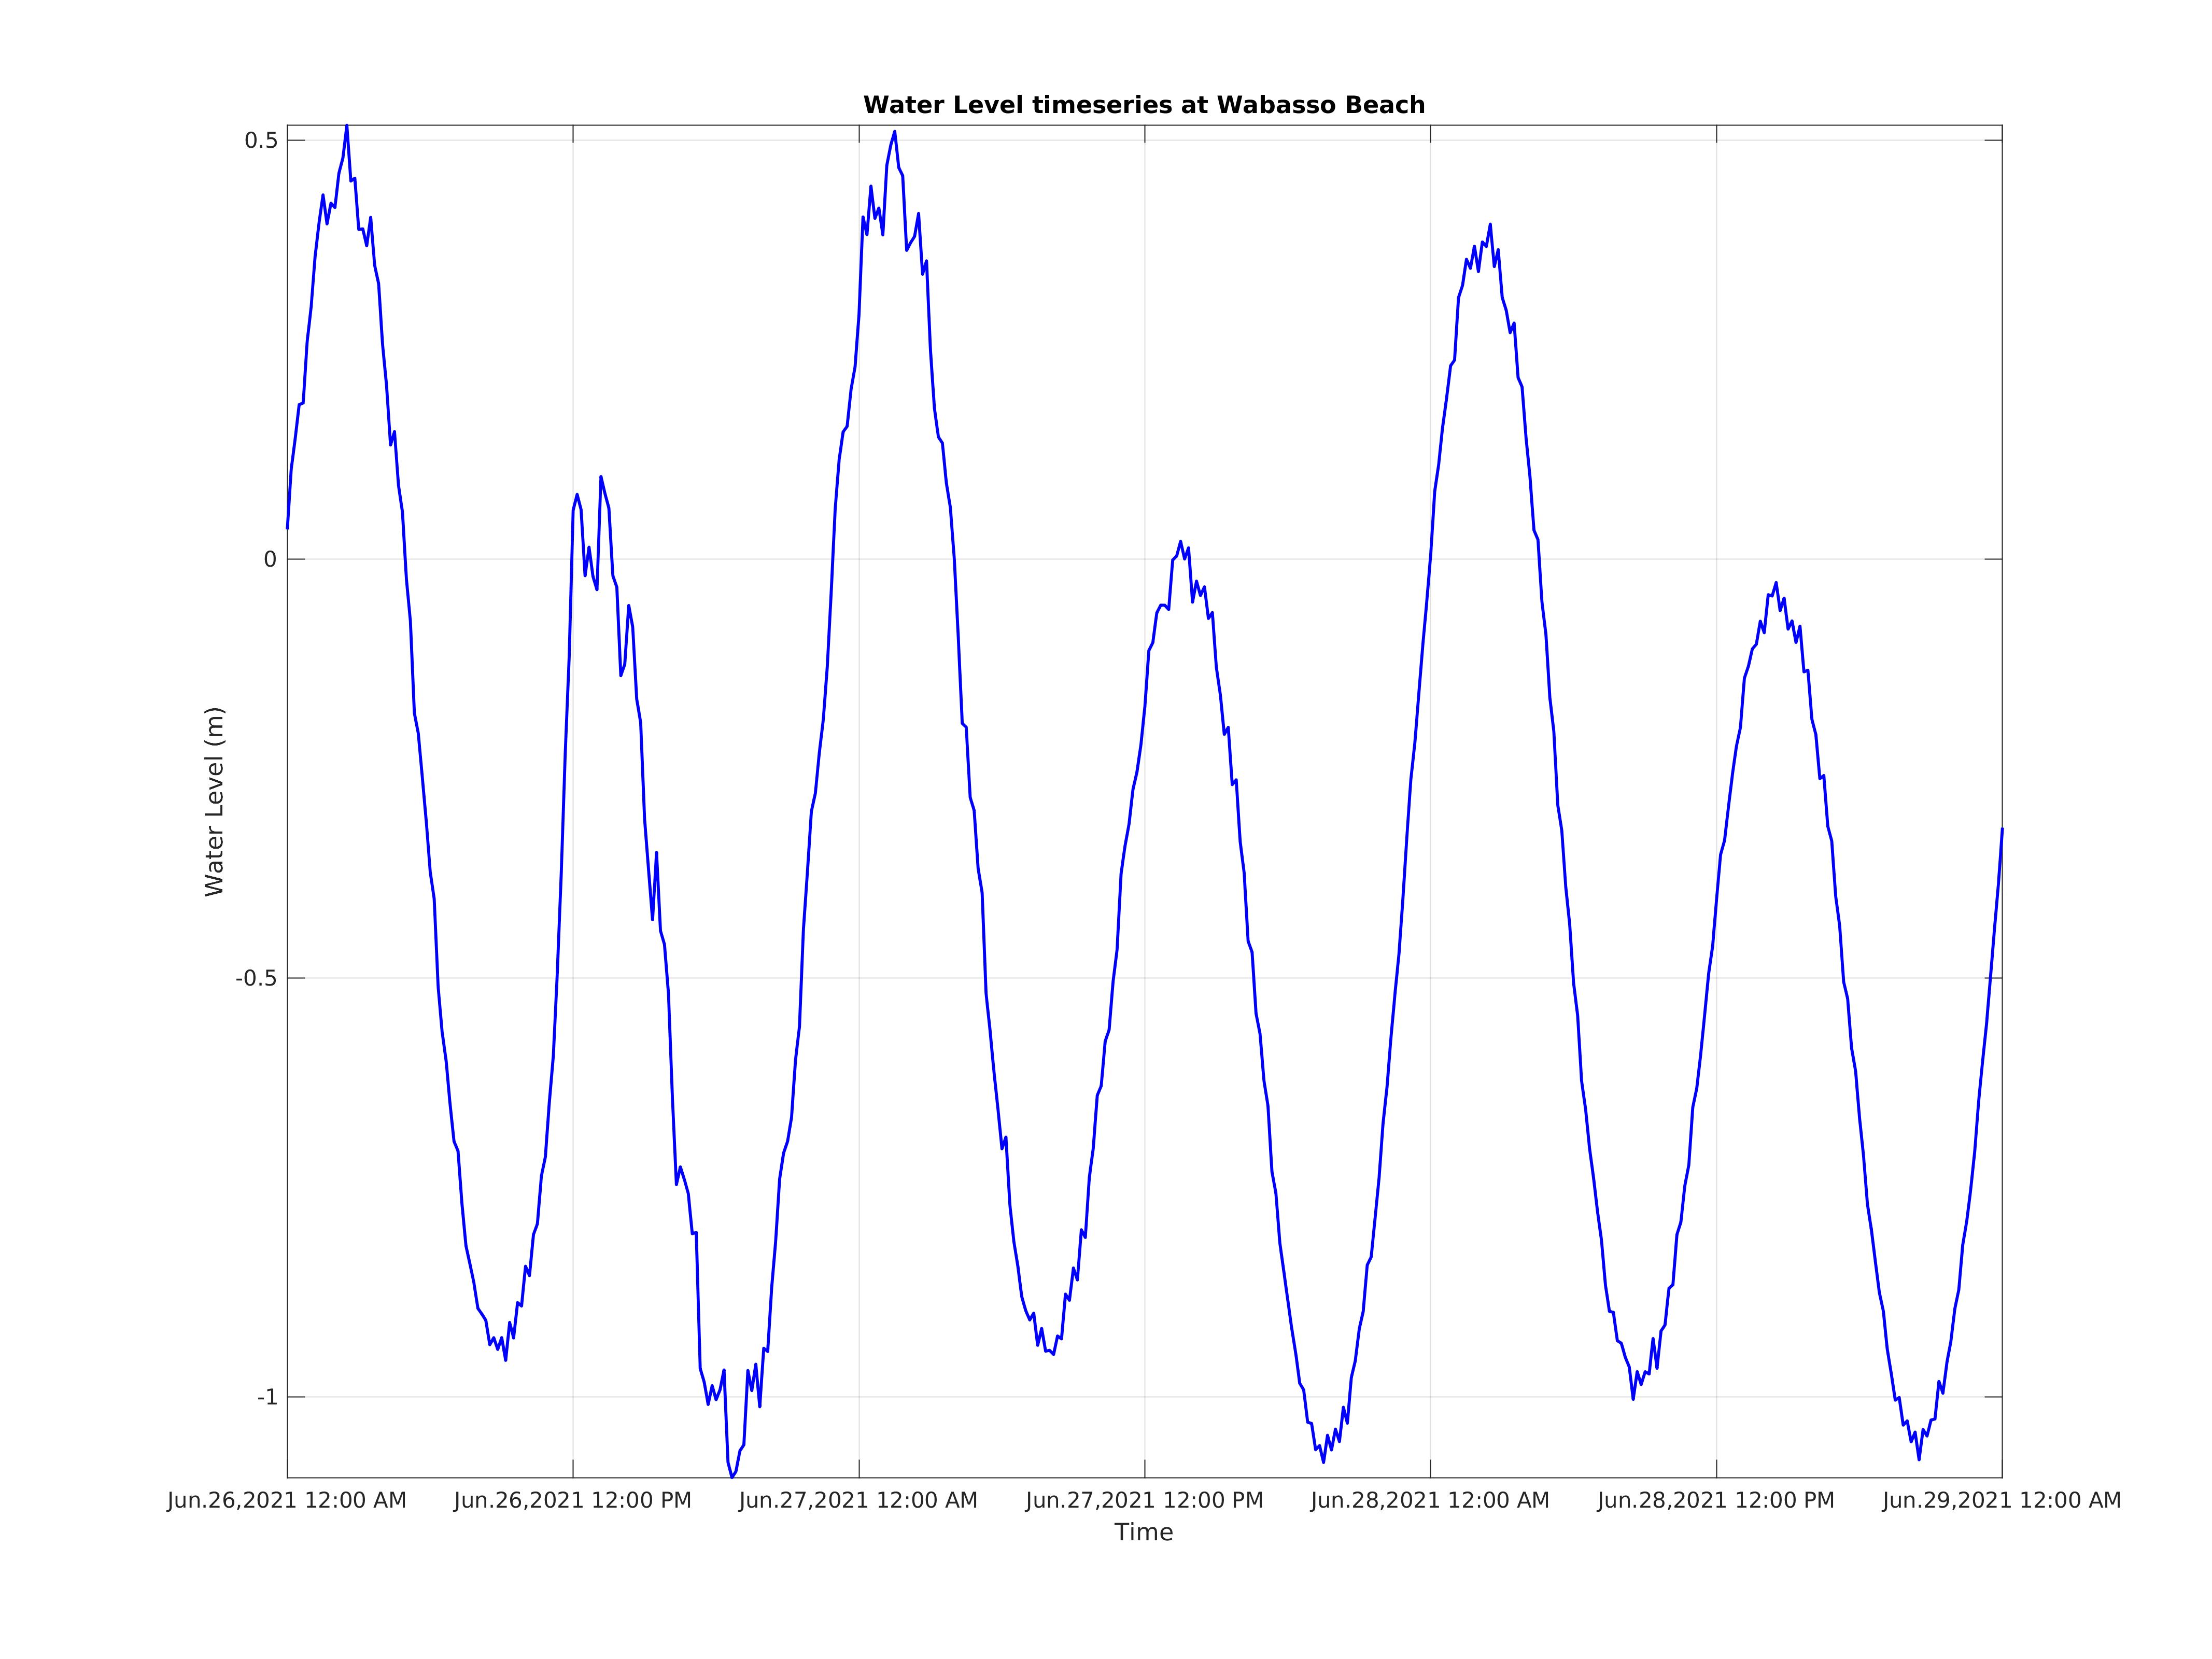 Water Level timeseries at Wabasso Beach
0.5
0
-0.5
-1
Water Level (m)
Jun.26,2021 12:00 AM
Jun.26,2021 12:00 PM
Jun.27,2021 12:00 AM
Jun.27,2021 12:00 PM
Jun.28,2021 12:00 AM
Jun.28,2021 12:00 PM
Jun.29,2021 12:00 AM
Time